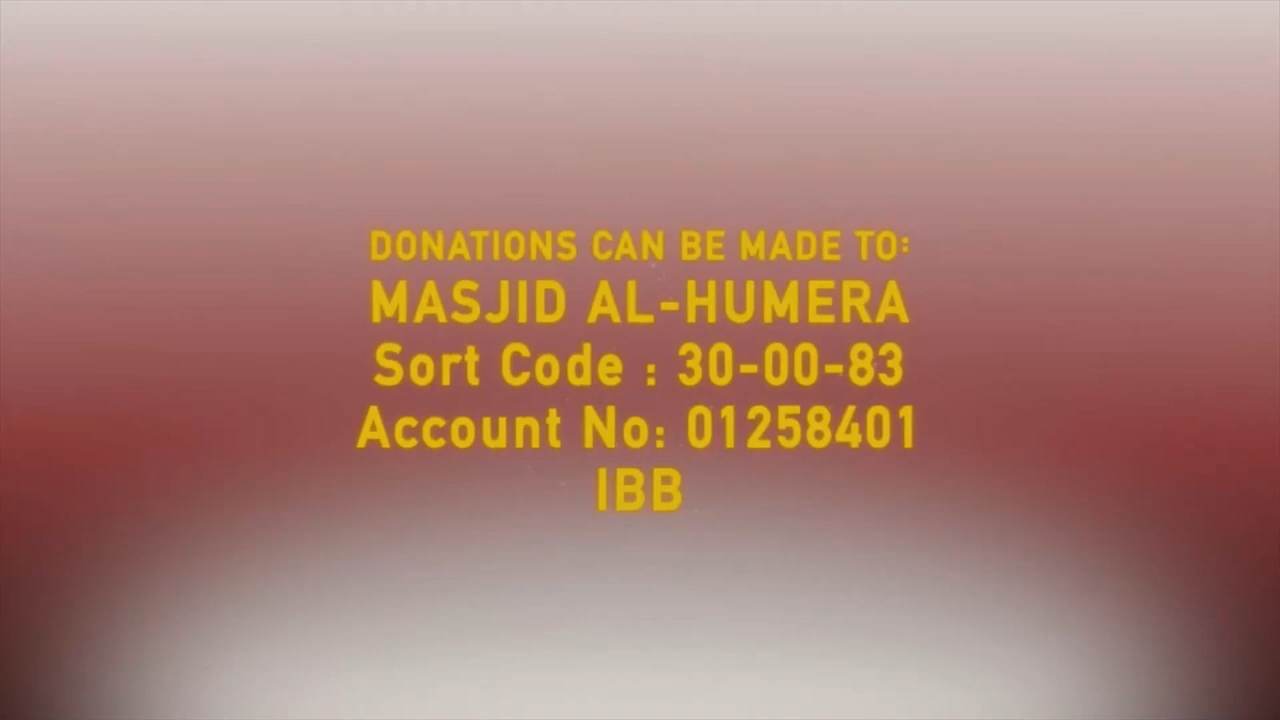 DONATIONS CAN BE MADE TO:
MASJID AL-HUMERA
Sort Code : 30-00-83
Account No: 01258401
IBB